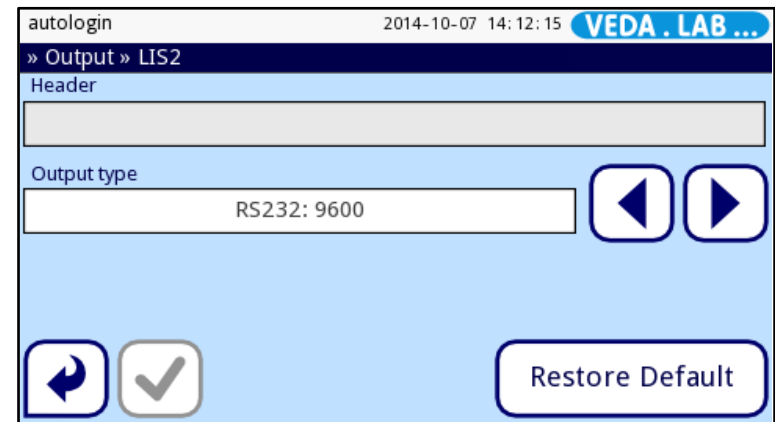 autologin 2014-10-07 14:12:15 VEDA.LAB...
» Output » LIS2
Header
Output type
RS232: 9600
Restore Default